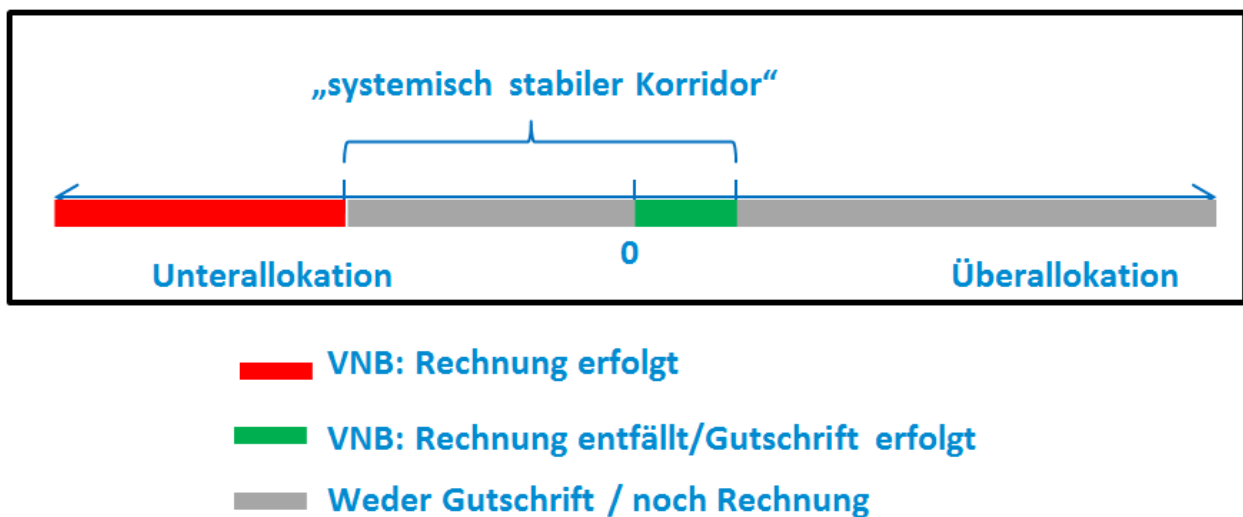 „systemisch stabiler Korridor“
0
Unterallokation
Überallokation
VNB: Rechnung erfolgt
VNB: Rechnung entfällt/Gutschrift erfolgt
Weder Gutschrift / noch Rechnung